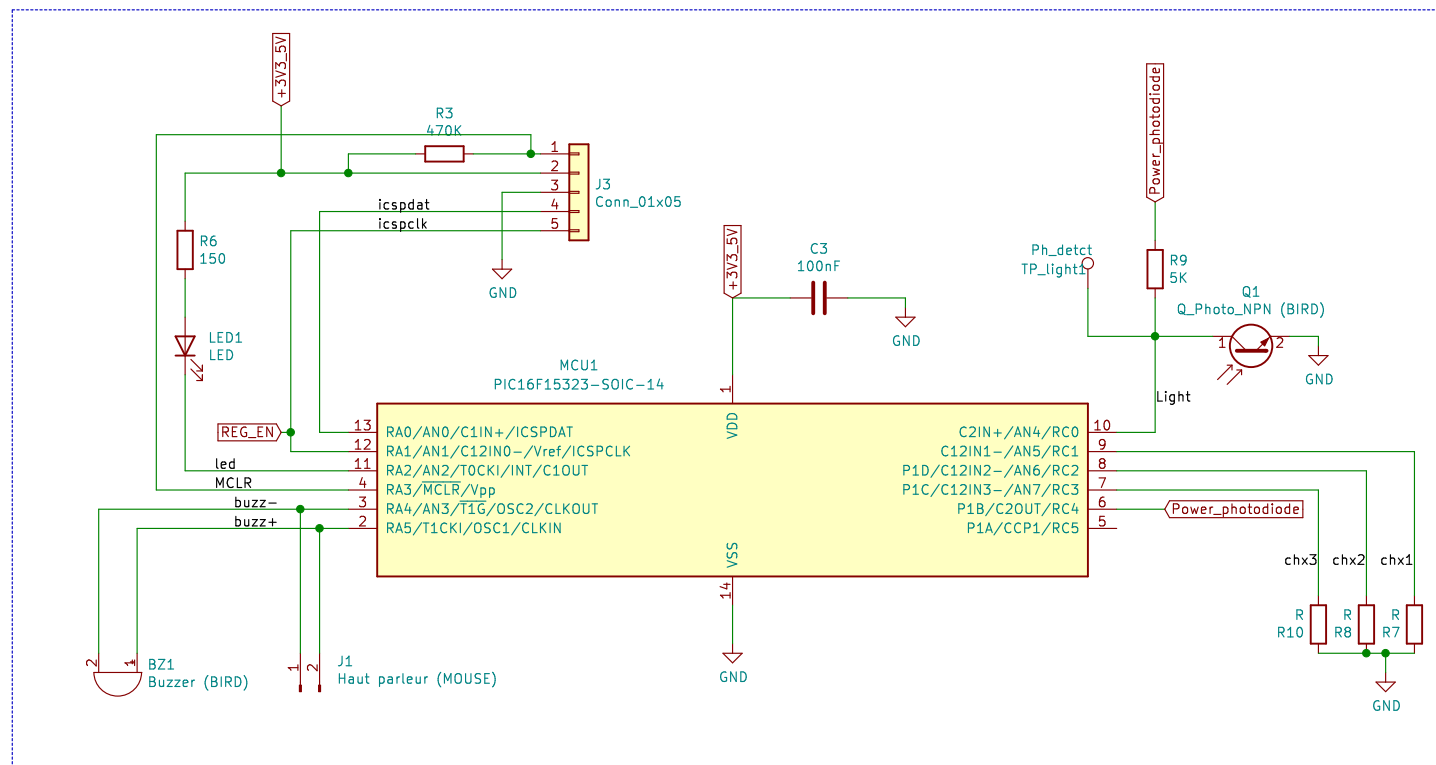 +3V3_5V
R3
470K
1
2
3
4
5
J3
Conn_01x05
icspdat
icspclk
GND
R6
150
LED1
LED
+3V3_5V
C3
100nF
GND
Power_photodiode
Ph_detct
TP_light1
R9
5K
Q1
Q_Photo_NPN (BIRD)
1
2
GND
Light
MCU1
PIC16F15323-SOIC-14
1
VDD
REG_EN
13
RA0/AN0/C1IN+/ICSPDAT
12
RA1/AN1/C12IN0-/Vref/ICSPCLK
led
11
RA2/AN2/T0CKI/INT/C1OUT
MCLR
4
RA3/MCLR/Vpp
buzz-
3
RA4/AN3/T1G/OSC2/CLKOUT
buzz+
2
RA5/T1CKI/OSC1/CLKIN
C2IN+/AN4/RC0
10
C12IN1-/AN5/RC1
9
P1D/C12IN2-/AN6/RC2
8
P1C/C12IN3-/AN7/RC3
7
P1B/C2OUT/RC4
6
Power_photodiode
P1A/CCP1/RC5
5
VSS
14
GND
chx3
chx2
chx1
R
R10
R
R8
R
R7
GND
2
1
BZ1
Buzzer (BIRD)
1
2
J1
Haut parleur (MOUSE)